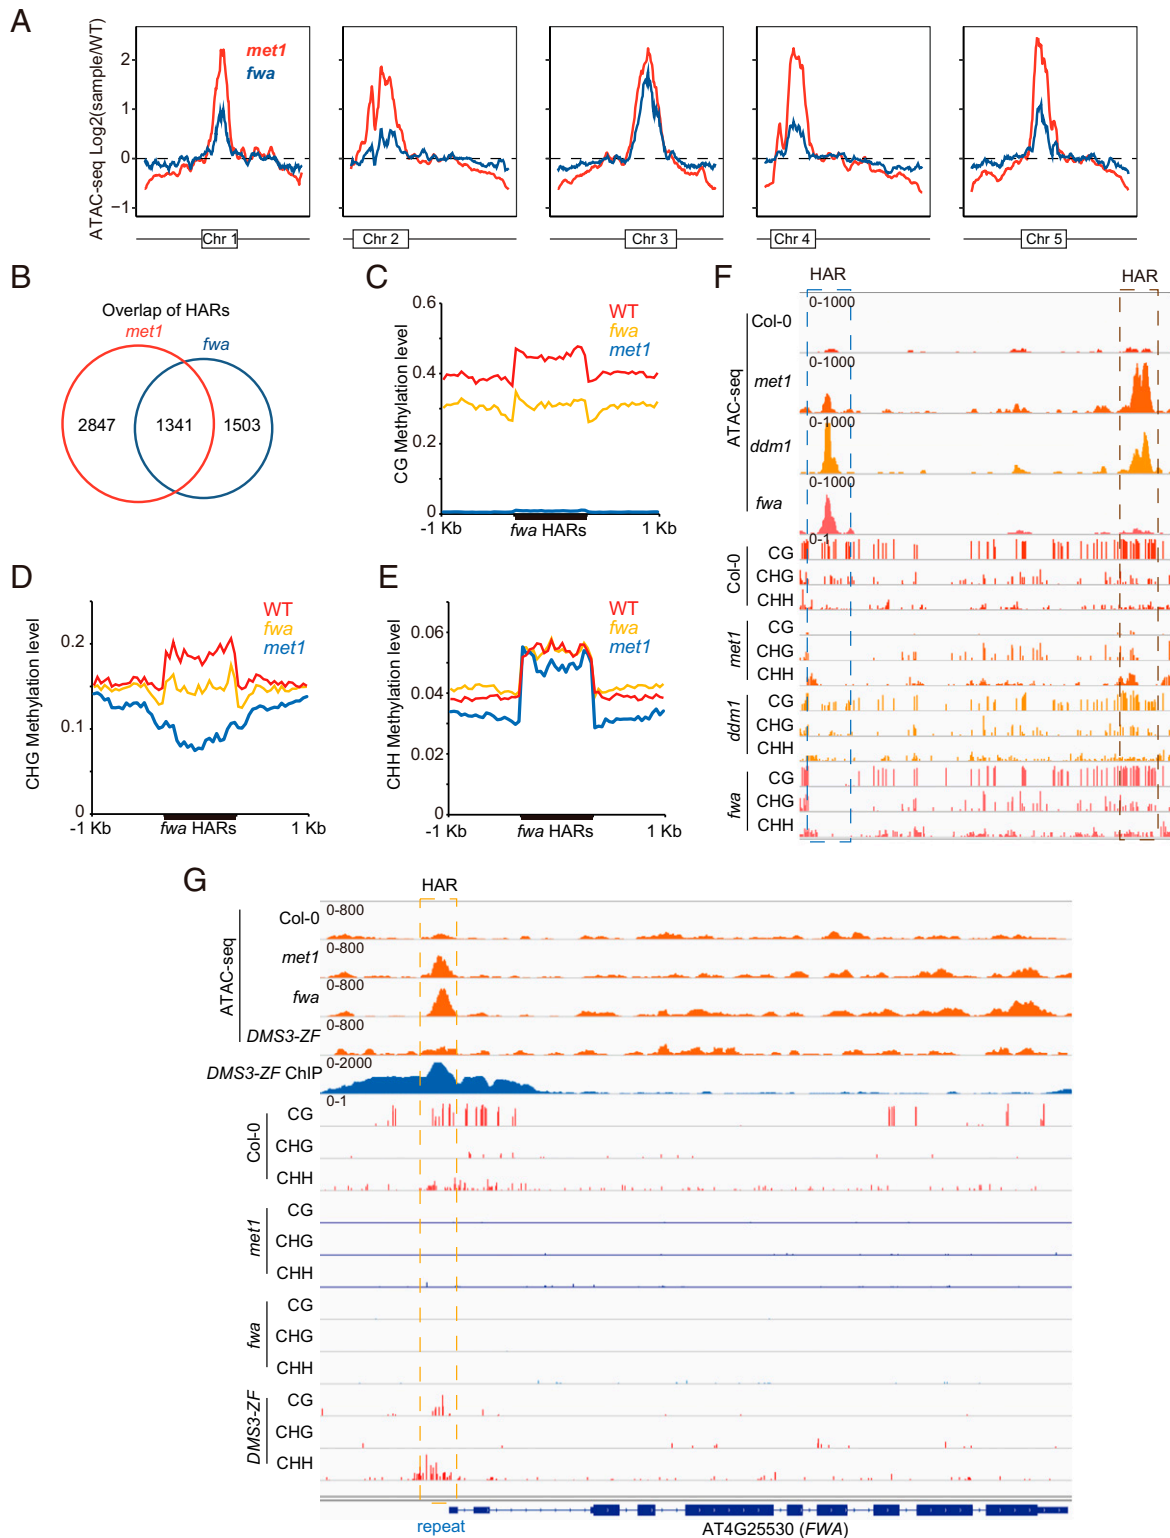 A
ATAC-seq Log2(sample/WT)
2
1
0
−1
met1
fwa
Chr 1
Chr 2
Chr 3
Chr 4
Chr 5
B
Overlap of HARs
met1
fwa
2847
1341
1503
C
CG Methylation level
0.6
0.4
0.2
0
WT
fwa
met1
-1 Kb
fwa HARs
1 Kb
D
CHG Methylation level
0.2
0.1
0
WT
fwa
met1
-1 Kb
fwa HARs
1 Kb
E
CHH Methylation level
0.06
0.04
0.02
0
WT
fwa
met1
-1 Kb
fwa HARs
1 Kb
F
HAR
HAR
ATAC-seq
Col-0
0-1000
met1
0-1000
ddm1
0-1000
fwa
0-1000
0-1
Col-0
CG
CHG
CHH
met1
CG
CHG
CHH
ddm1
CG
CHG
CHH
fwa
CG
CHG
CHH
G
HAR
ATAC-seq
Col-0
0-800
met1
0-800
fwa
0-800
DMS3-ZF
0-800
DMS3-ZF ChIP
0-2000
0-1
Col-0
CG
CHG
CHH
met1
CG
CHG
CHH
fwa
CG
CHG
CHH
DMS3-ZF
CG
CHG
CHH
repeat
AT4G25530 (FWA)